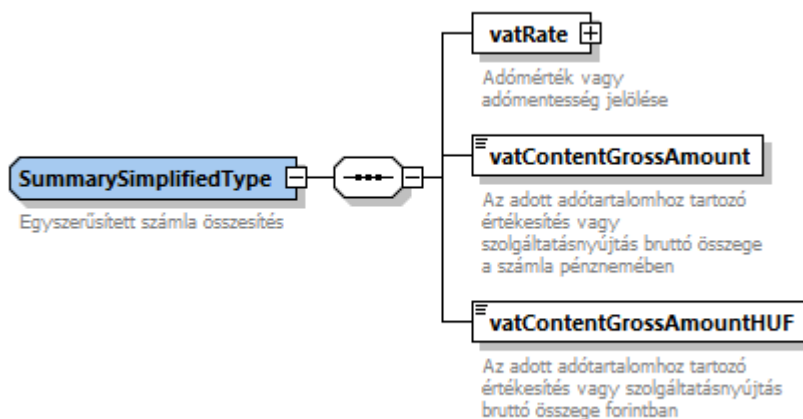 vatRate
Adómérték vagy
adómentesség jelölése
SummarySimplifiedType
Egyszerűsített számla összesítés
vatContentGrossAmount
Az adott adótartalomhoz tartozó
értékesítés vagy
szolgáltatásnyújtás bruttó összege
a számla pénznemében
vatContentGrossAmountHUF
Az adott adótartalomhoz tartozó
értékesítés vagy szolgáltatásnyújtás
bruttó összege forintban